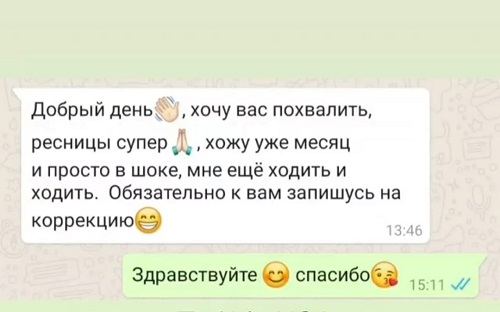 Добрый день👋🏻, хочу вас похвалить,
ресницы супер🙏🏻, хожу уже месяц
и просто в шоке, мне ещё ходить и
ходить. Обязательно к вам запишусь на
коррекцию😁
13:46
Здравствуйте 😊 спасибо😘
15:11